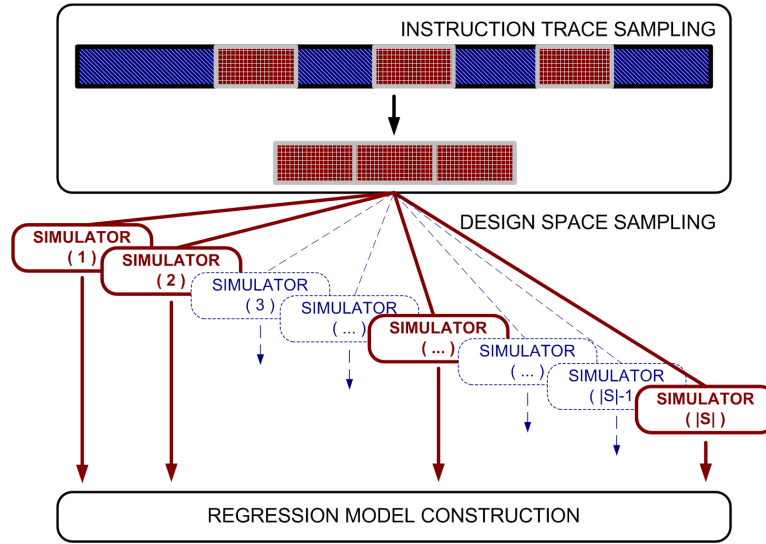 INSTRUCTION TRACE SAMPLING
DESIGN SPACE SAMPLING
SIMULATOR
( 1 )
SIMULATOR
( 2 )
SIMULATOR
( 3 )
SIMULATOR
( ... )
SIMULATOR
( ... )
SIMULATOR
( ... )
SIMULATOR
( |S|-1
SIMULATOR
( |S| )
REGRESSION MODEL CONSTRUCTION